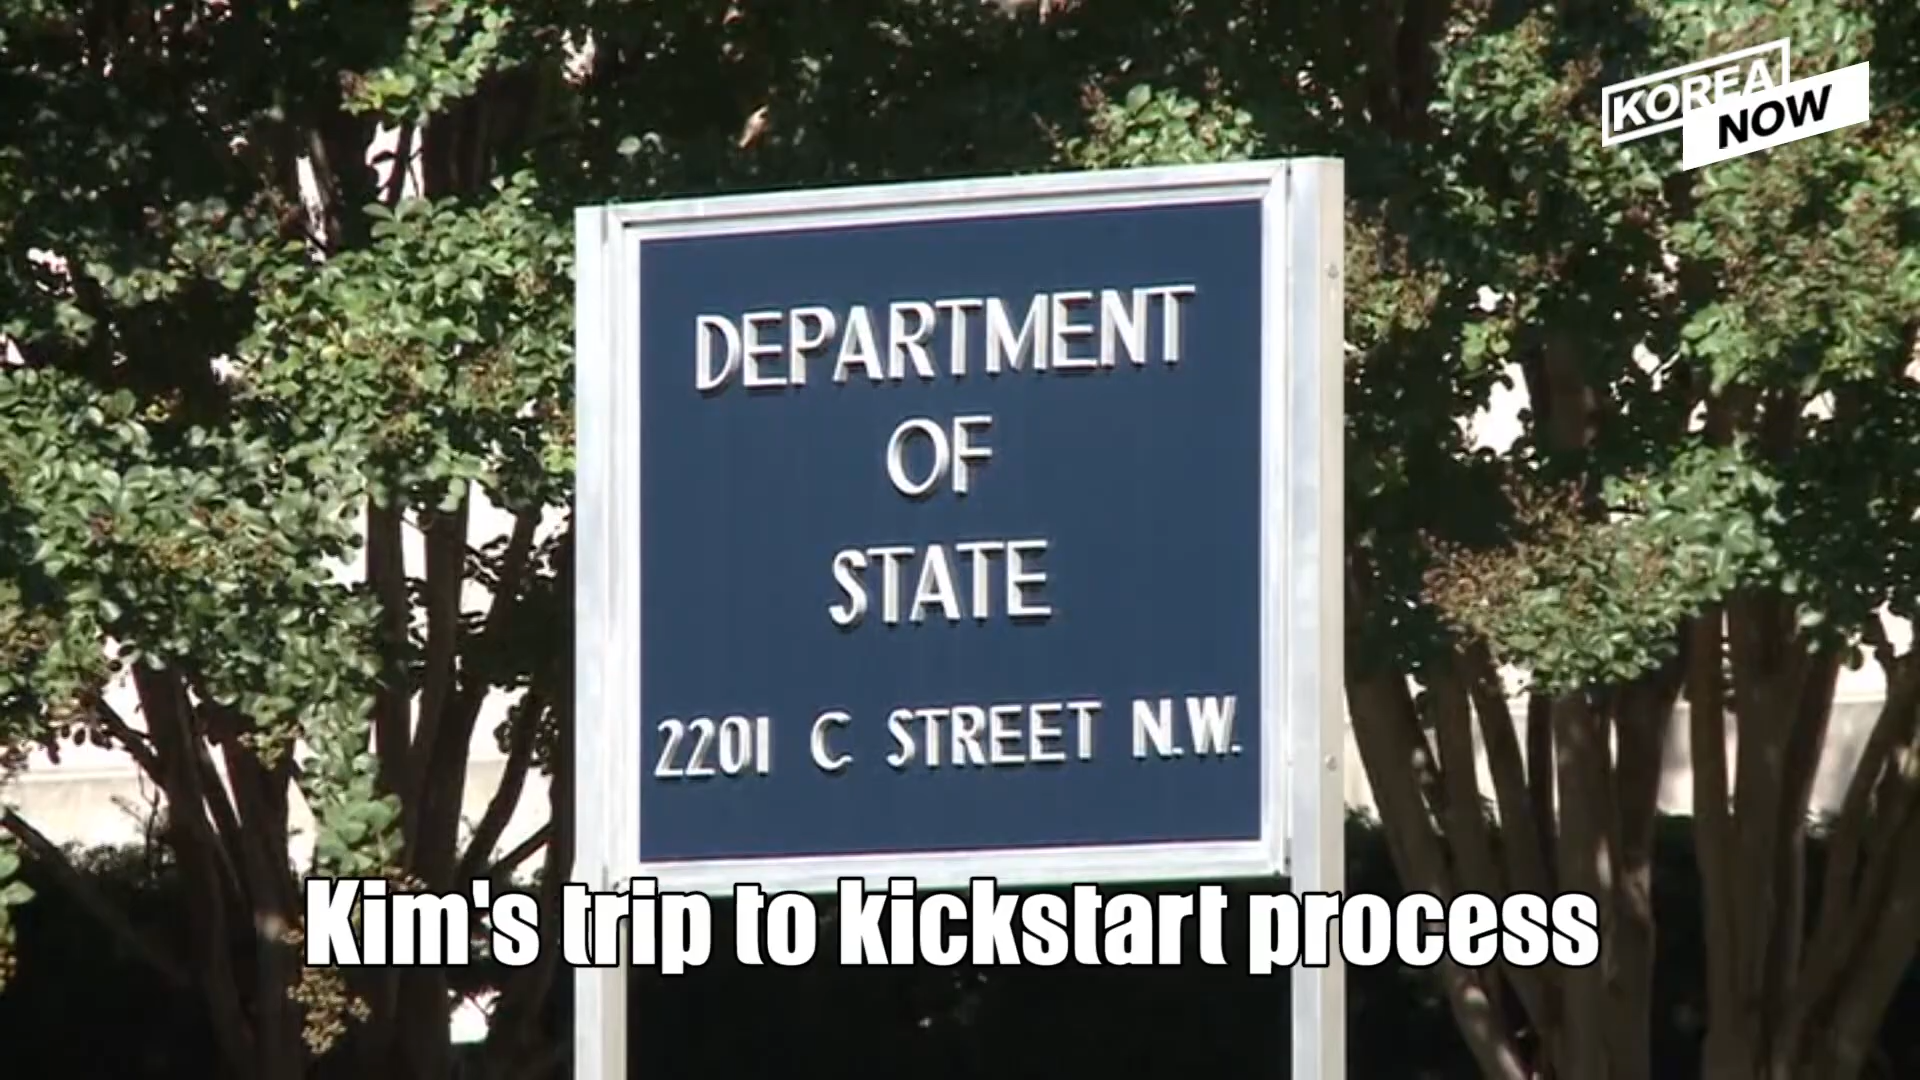 KOREA
NOW
DEPARTMENT
OF
STATE
2201 C STREET N.W.
Kim's trip to kickstart process